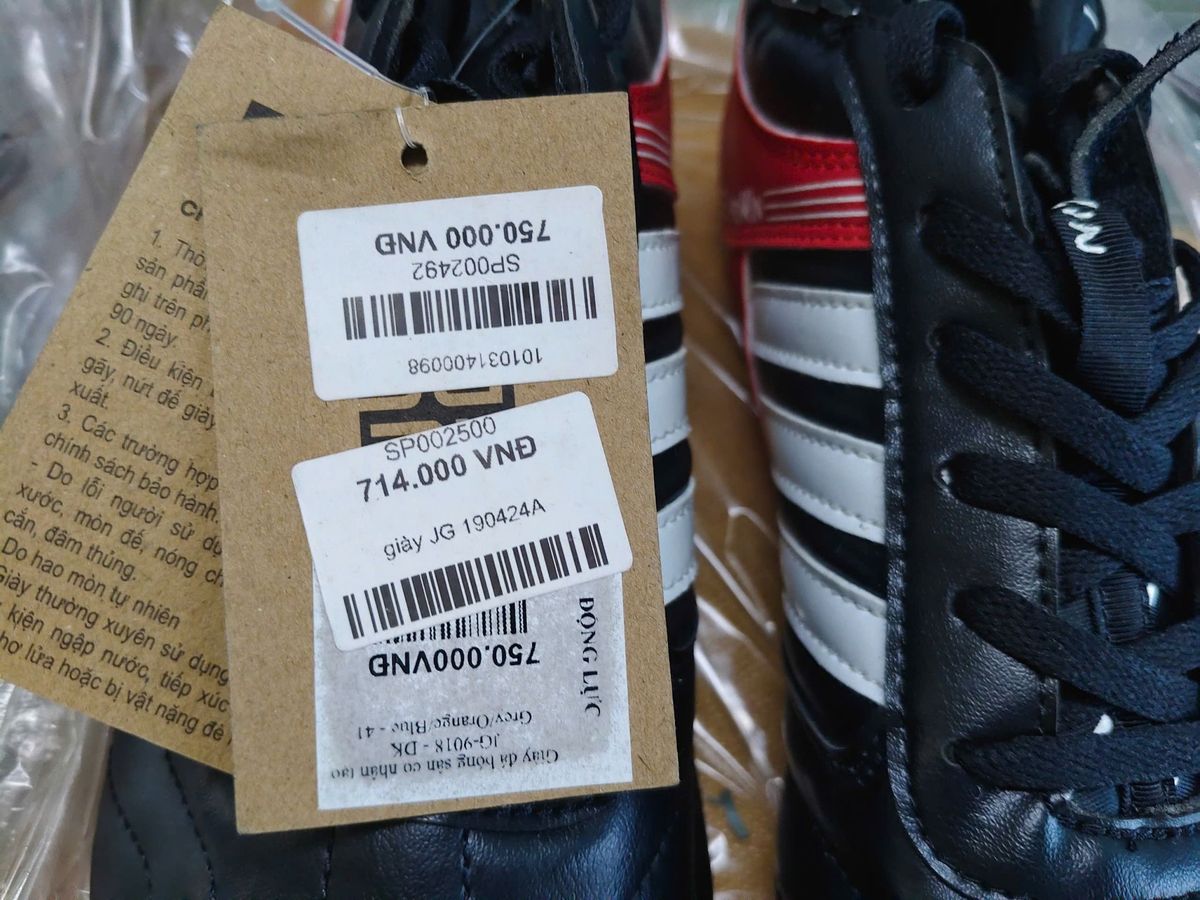 1. Thờ
sản phẩ
ghi trên ph
90 ngày.
2. Điều kiện
gãy, nứt đế giày
xuất.
3. Các trường hợp
chính sách bảo hành.
- Do lỗi người sử dụ
xước, mòn đế, nóng ch
cắn, đâm thủng.
Do hao mòn tự nhiên
Giày thường xuyên sử dụng
kiện ngập nước, tiếp xúc
hơ lửa hoặc bị vật nặng đè
101031400098
SP002492
750.000 VNĐ
SP002500
714.000 VNĐ
giày JG 190424A
ĐỘNG LỰC
Giày đá bóng sân cỏ nhân tạo
JG-9018 - DK
Grey/Orange/Blue - 41
750.000VNĐ